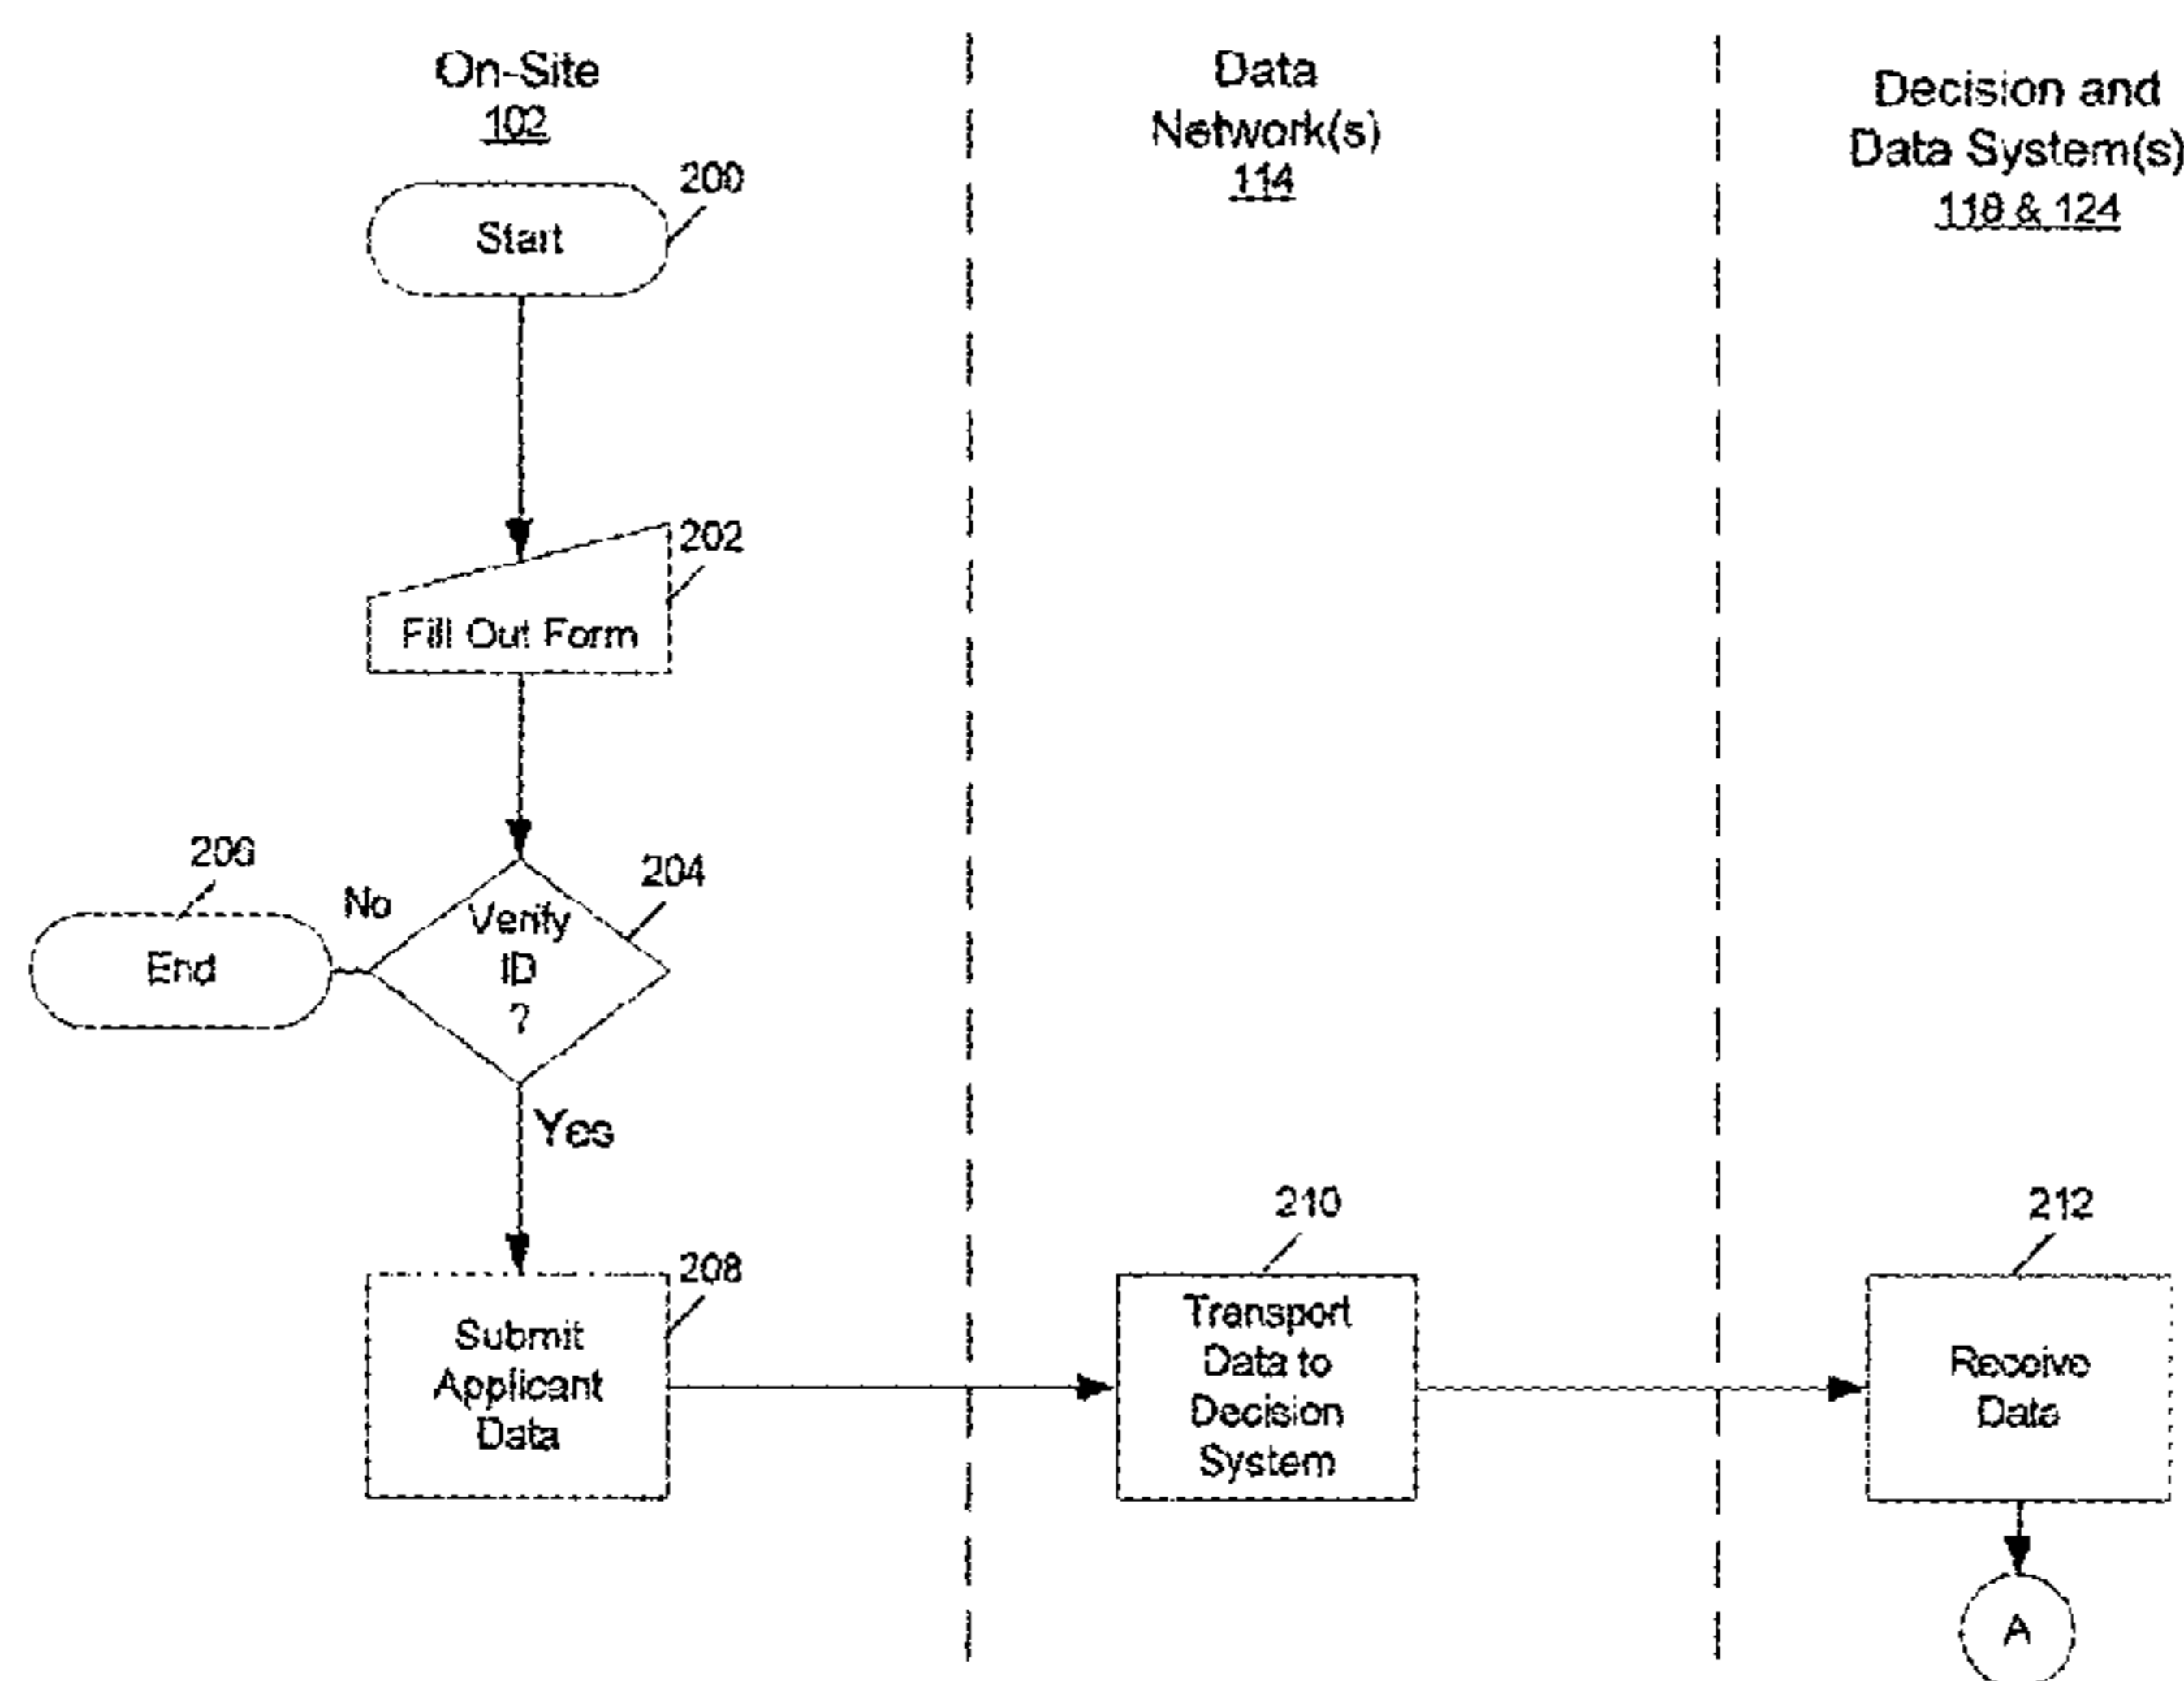 On-Site
102
Data
Network(s)
114
Decision and
Data System(s)
118 & 124
200
Start
202
Fill Out Form
206
No
204
End
Verify
ID
?
Yes
208
Submit
Applicant
Data
210
Transport
Data to
Decision
System
212
Receive
Data
A